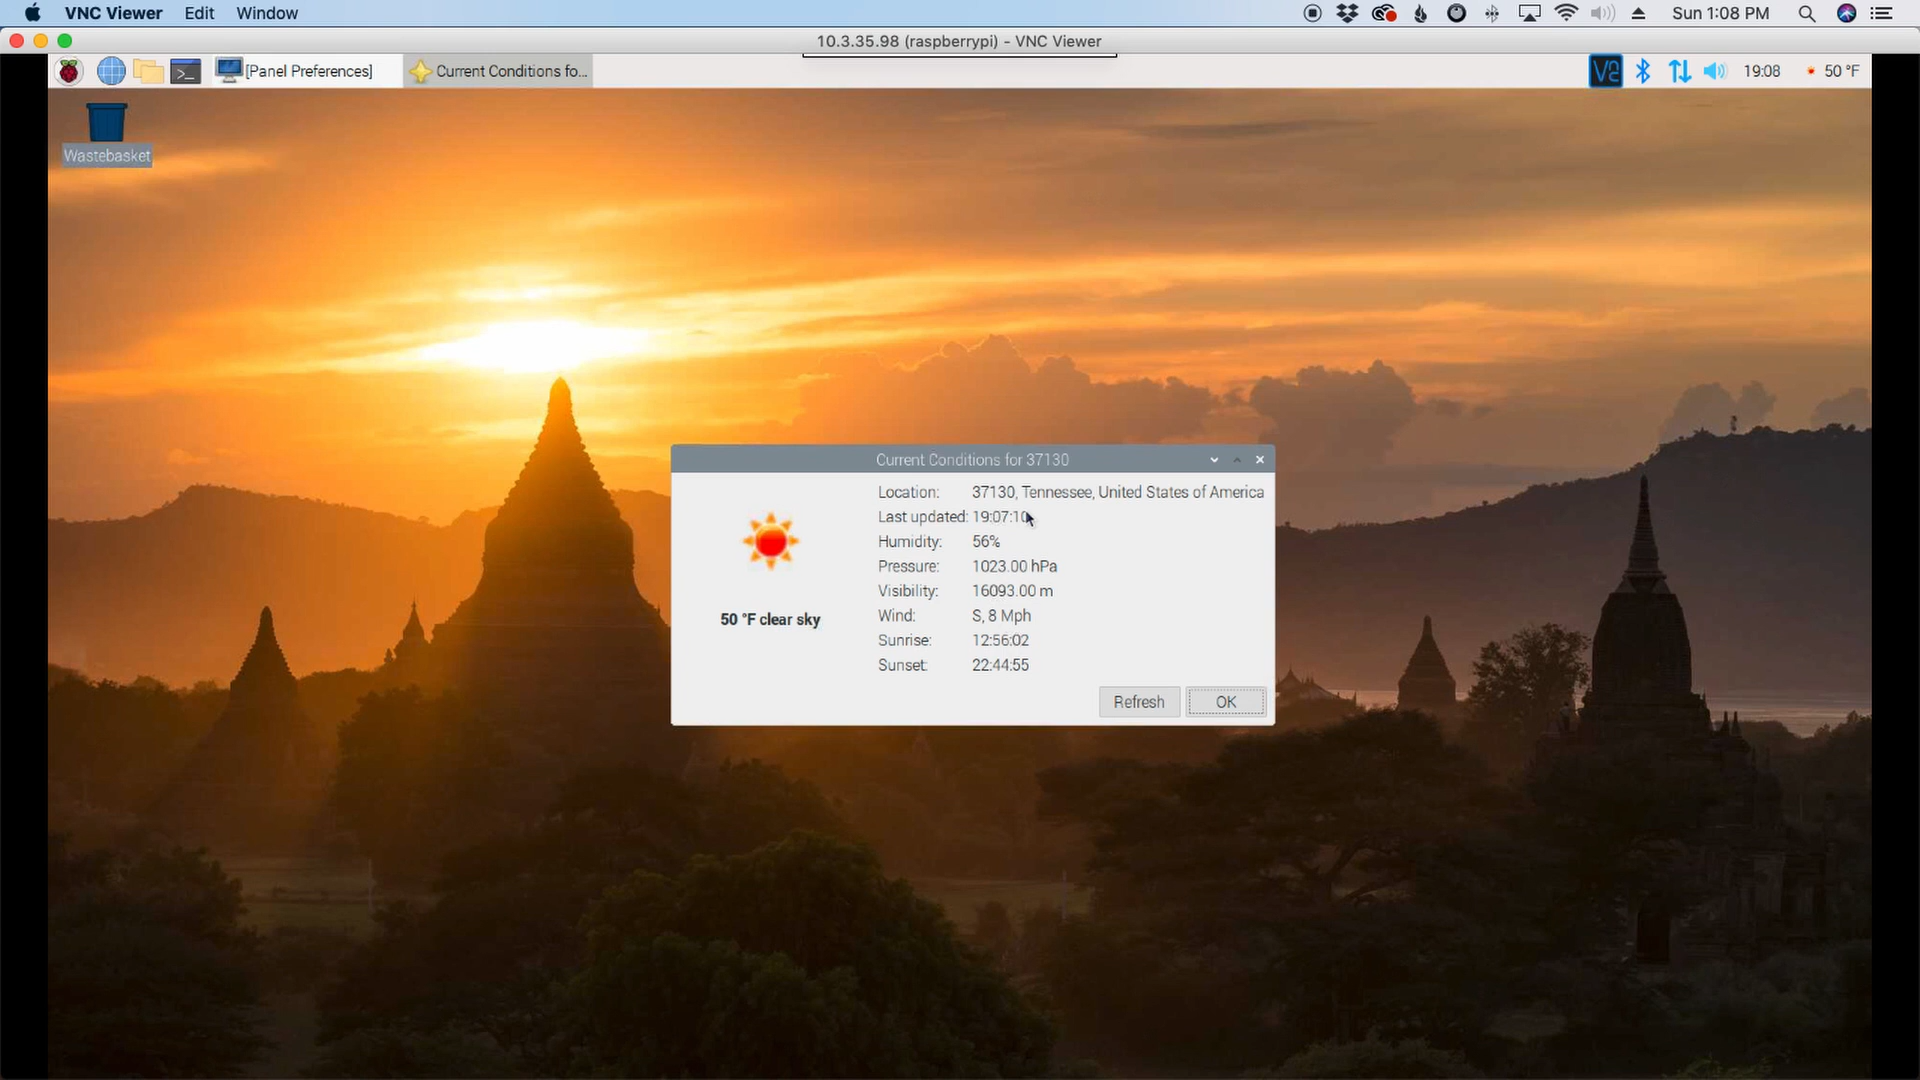 VNC Viewer Edit Window Sun 1:08 PM
10.3.35.98 (raspberrypi) - VNC Viewer
[Panel Preferences] Current Conditions fo... V2 19:08 50 °F
Wastebasket
Current Conditions for 37130
Location: 37130, Tennessee, United States of America
Last updated: 19:07:10
Humidity: 56%
Pressure: 1023.00 hPa
Visibility: 16093.00 m
50 °F clear sky
Wind: S, 8 Mph
Sunrise: 12:56:02
Sunset: 22:44:55
Refresh OK